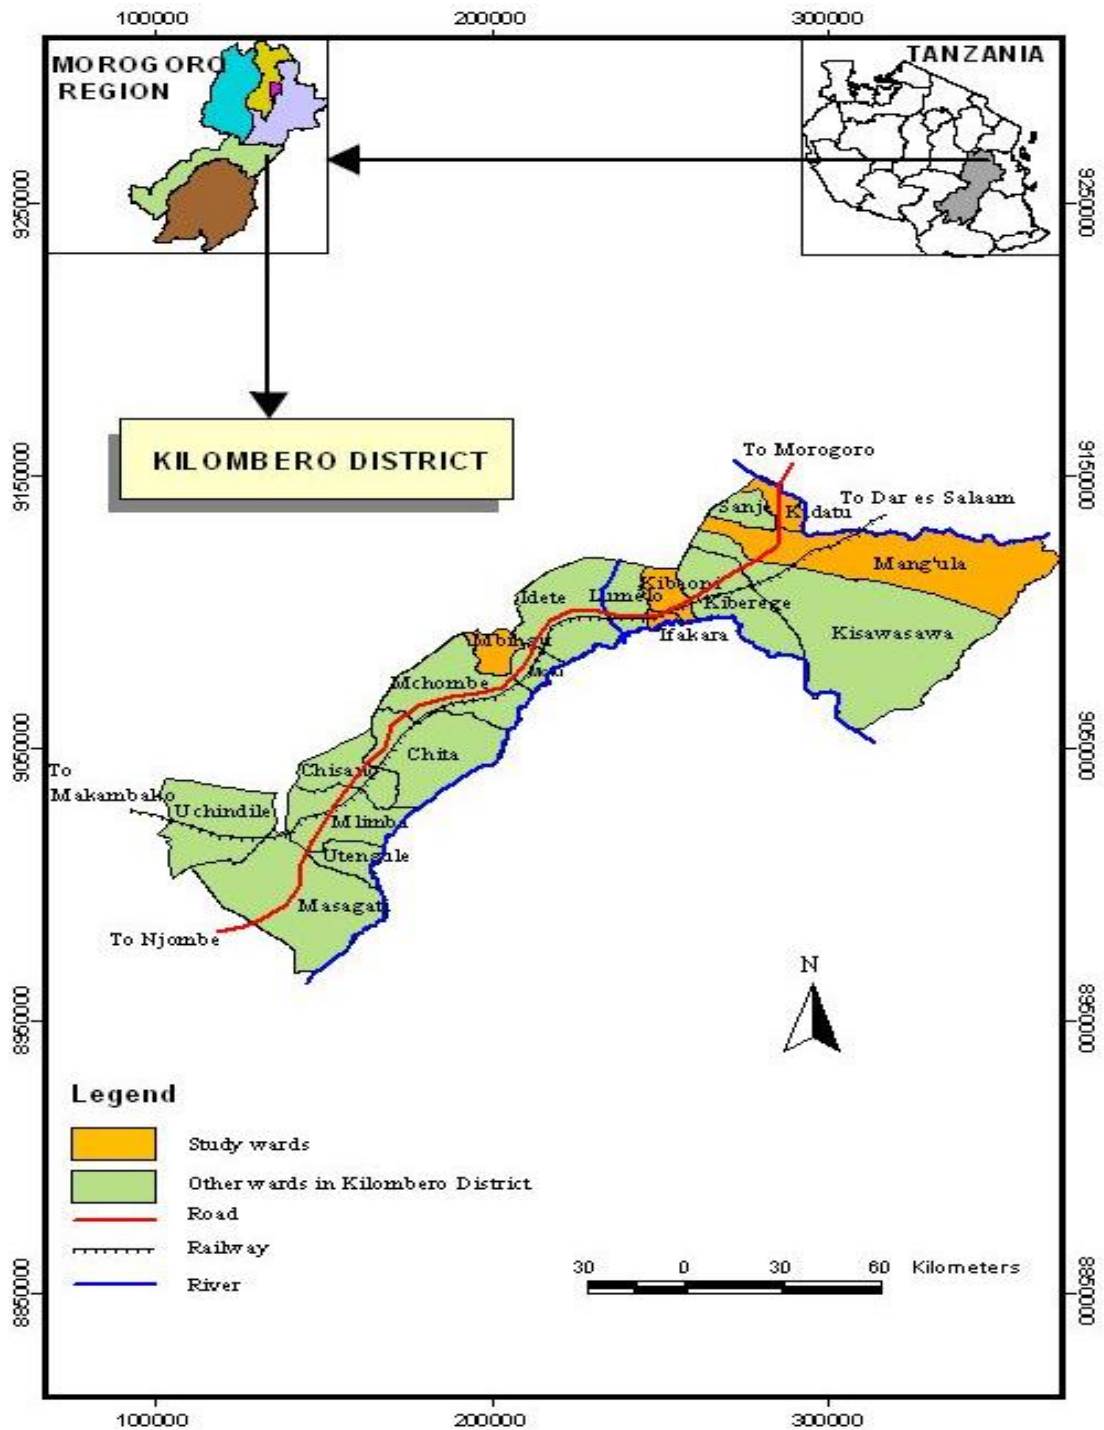 100000
200000
300000
MOROGORO
REGION
TANZANIA
9250000
9250000
KILOMBERO DISTRICT
9150000
9150000
To Morogoro
To Dar es Salaam
Sanje
Kidatu
Mang'ula
Kibaoni
Idete
Lumelo
Kiberege
Kisawasawa
Ifakara
Mbingu
Mchombe
Chita
9050000
9050000
Chisano
To
Makambako
Uchindile
Mlimba
Utengule
Masagati
To Njombe
N
8950000
8950000
Legend
Study wards
Other wards in Kilombero District
Road
Railway
River
30 0 30 60 Kilometers
8850000
8850000
100000
200000
300000